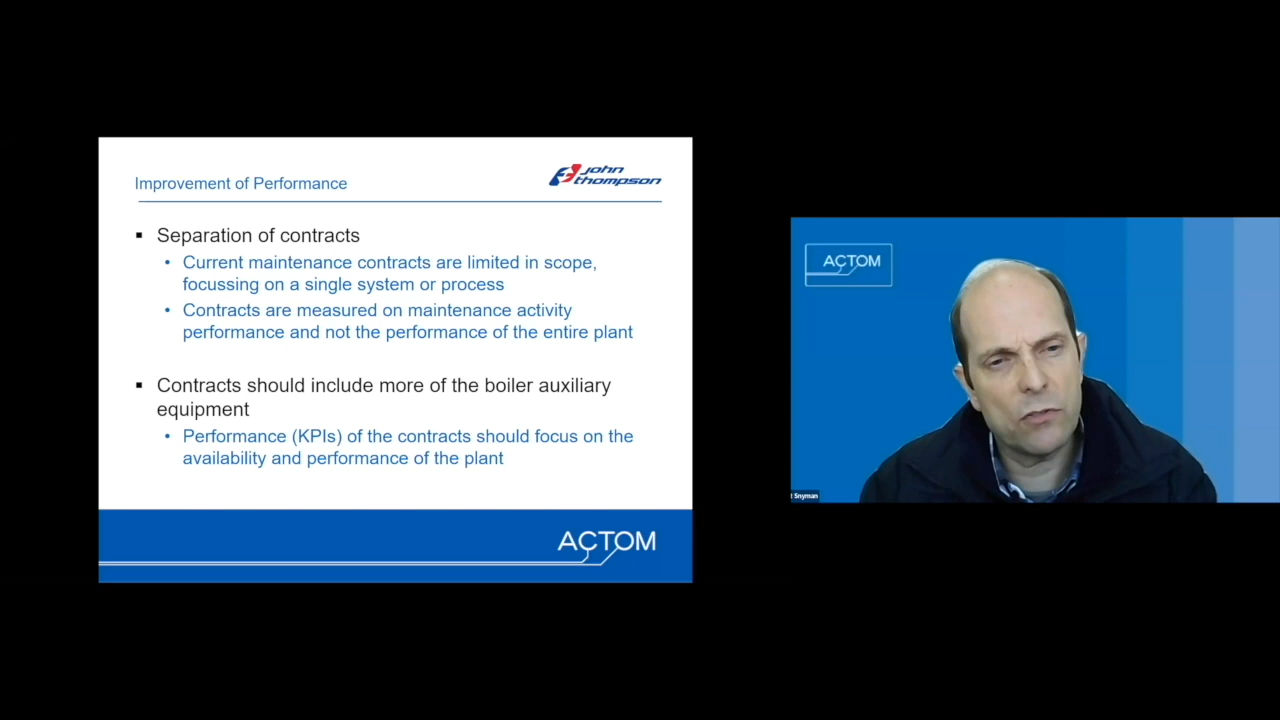 Improvement of Performance
john
thompson
▪ Separation of contracts
• Current maintenance contracts are limited in scope,
focussing on a single system or process
• Contracts are measured on maintenance activity
performance and not the performance of the entire plant
▪ Contracts should include more of the boiler auxiliary
equipment
• Performance (KPIs) of the contracts should focus on the
availability and performance of the plant
ACTOM
ACTOM
t Snyman